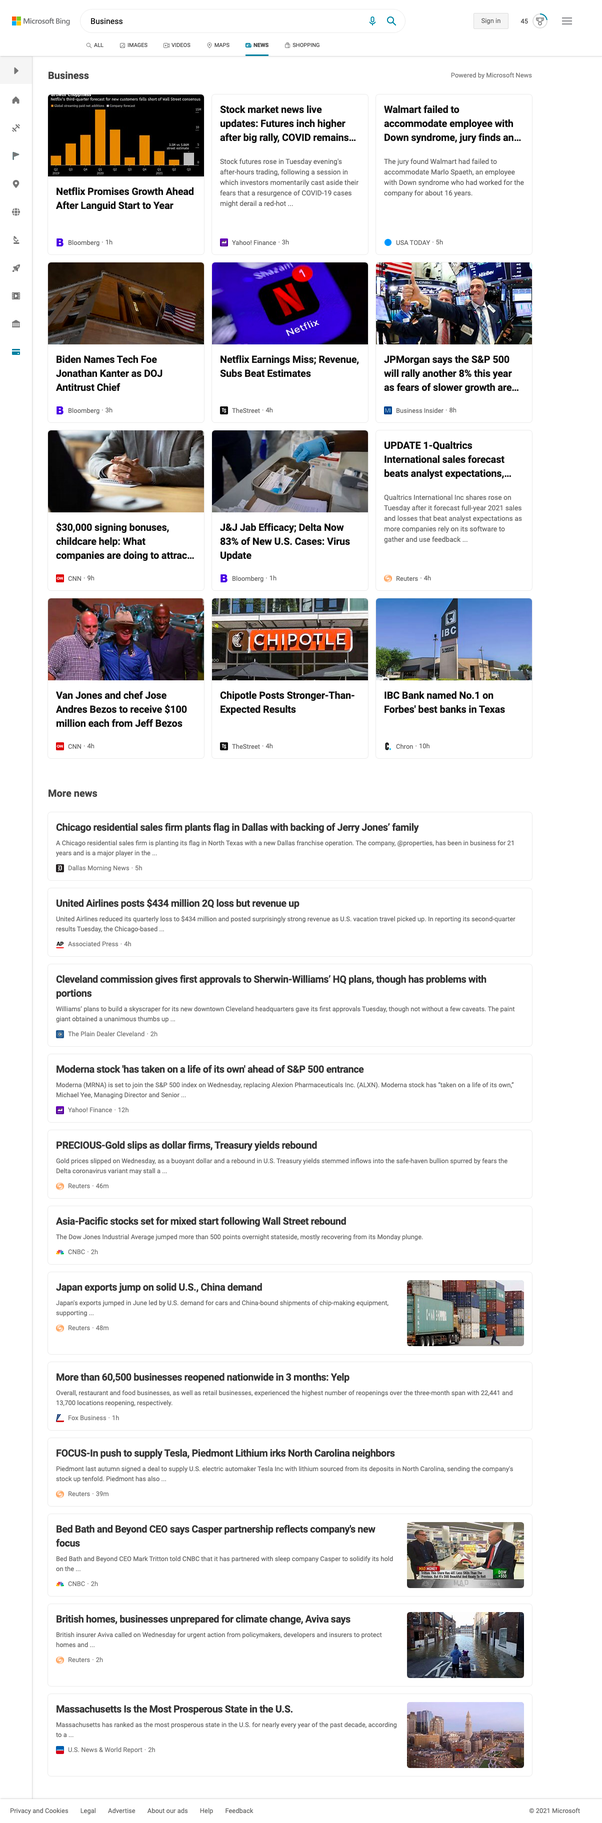 Microsoft Bing
Business
Sign in
45
ALL
IMAGES
VIDEOS
MAPS
NEWS
SHOPPING
Business
Powered by Microsoft News
Netflix's third-quarter forecast for new customers falls short of Wall Street consensus
Netflix Promises Growth Ahead
After Languid Start to Year
Bloomberg · 1h
Stock market news live
updates: Futures inch higher
after big rally, COVID remains...
Stock futures rose in Tuesday evening's
after-hours trading, following a session in
which investors momentarily cast aside their
fears that a resurgence of COVID-19 cases
might derail a red-hot ...
Yahoo! Finance · 3h
Walmart failed to
accommodate employee with
Down syndrome, jury finds an...
The jury found Walmart had failed to
accommodate Marlo Spaeth, an employee
with Down syndrome who had worked for the
company for about 16 years.
USA TODAY · 5h
Biden Names Tech Foe
Jonathan Kanter as DOJ
Antitrust Chief
Bloomberg · 3h
1
Netflix
Netflix Earnings Miss; Revenue,
Subs Beat Estimates
TheStreet · 4h
JPMorgan says the S&P 500
will rally another 8% this year
as fears of slower growth are...
Business Insider · 8h
$30,000 signing bonuses,
childcare help: What
companies are doing to attrac...
CNN · 9h
J&J Jab Efficacy; Delta Now
83% of New U.S. Cases: Virus
Update
Bloomberg · 1h
UPDATE 1-Qualtrics
International sales forecast
beats analyst expectations,...
Qualtrics International Inc shares rose on
Tuesday after it forecast full-year 2021 sales
and losses that beat analyst expectations as
more companies rely on its software to
gather and use feedback ...
Reuters · 4h
Van Jones and chef Jose
Andres Bezos to receive $100
million each from Jeff Bezos
CNN · 4h
CHIPOTLE
Chipotle Posts Stronger-Than-
Expected Results
TheStreet · 4h
IBC
IBC Bank named No.1 on
Forbes' best banks in Texas
Chron · 10h
More news
Chicago residential sales firm plants flag in Dallas with backing of Jerry Jones' family
A Chicago residential sales firm is planting its flag in North Texas with a new Dallas franchise operation. The company, @properties, has been in business for 21
years and is a major player in the ...
Dallas Morning News · 5h
United Airlines posts $434 million 2Q loss but revenue up
United Airlines reduced its quarterly loss to $434 million and posted surprisingly strong revenue as U.S. vacation travel picked up. In reporting its second-quarter
results Tuesday, the Chicago-based ...
Associated Press · 4h
Cleveland commission gives first approvals to Sherwin-Williams' HQ plans, though has problems with
portions
Williams' plans to build a skyscraper for its new downtown Cleveland headquarters gave its first approvals Tuesday, though not without a few caveats. The paint
giant obtained a unanimous thumbs up ...
The Plain Dealer Cleveland · 2h
Moderna stock 'has taken on a life of its own' ahead of S&P 500 entrance
Moderna (MRNA) is set to join the S&P 500 index on Wednesday, replacing Alexion Pharmaceuticals Inc. (ALXN). Moderna stock has "taken on a life of its own,"
Michael Yee, Managing Director and Senior ...
Yahoo! Finance · 12h
PRECIOUS-Gold slips as dollar firms, Treasury yields rebound
Gold prices slipped on Wednesday, as a buoyant dollar and a rebound in U.S. Treasury yields stemmed inflows into the safe-haven bullion spurred by fears the
Delta coronavirus variant may stall a ...
Reuters · 46m
Asia-Pacific stocks set for mixed start following Wall Street rebound
The Dow Jones Industrial Average jumped more than 500 points overnight stateside, mostly recovering from its Monday plunge.
CNBC · 2h
Japan exports jump on solid U.S., China demand
Japan's exports jumped in June led by U.S. demand for cars and China-bound shipments of chip-making equipment,
supporting ...
Reuters · 48m
More than 60,500 businesses reopened nationwide in 3 months: Yelp
Overall, restaurant and food businesses, as well as retail businesses, experienced the highest number of reopenings over the three-month span with 22,441 and
13,700 locations reopening, respectively.
Fox Business · 1h
FOCUS-In push to supply Tesla, Piedmont Lithium irks North Carolina neighbors
Piedmont last autumn signed a deal to supply U.S. electric automaker Tesla Inc with lithium sourced from its deposits in North Carolina, sending the company's
stock up tenfold. Piedmont has also ...
Reuters · 39m
Bed Bath and Beyond CEO says Casper partnership reflects company's new
focus
Bed Bath and Beyond CEO Mark Tritton told CNBC that it has partnered with sleep company Casper to solidify its hold
on the ...
CNBC · 2h
British homes, businesses unprepared for climate change, Aviva says
British insurer Aviva called on Wednesday for urgent action from policymakers, developers and insurers to protect
homes and ...
Reuters · 2h
Massachusetts Is the Most Prosperous State in the U.S.
Massachusetts has ranked as the most prosperous state in the U.S. for nearly every year of the past decade, according
to a ...
U.S. News & World Report · 2h
Privacy and Cookies
Legal
Advertise
About our ads
Help
Feedback
© 2021 Microsoft